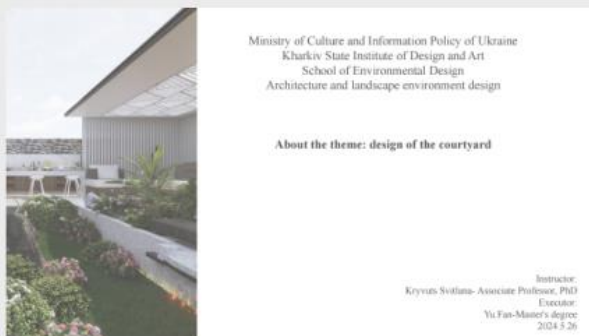 Ministry of Culture and Information Policy of Ukraine
Kharkiv State Institute of Design and Art
School of Environmental Design
Architecture and landscape environment design
About the theme: design of the courtyard
Instructor:
Kryvuts Svitlana- Associate Professor, PhD
Executor:
Yu Fan-Master's degree
2024 5 26